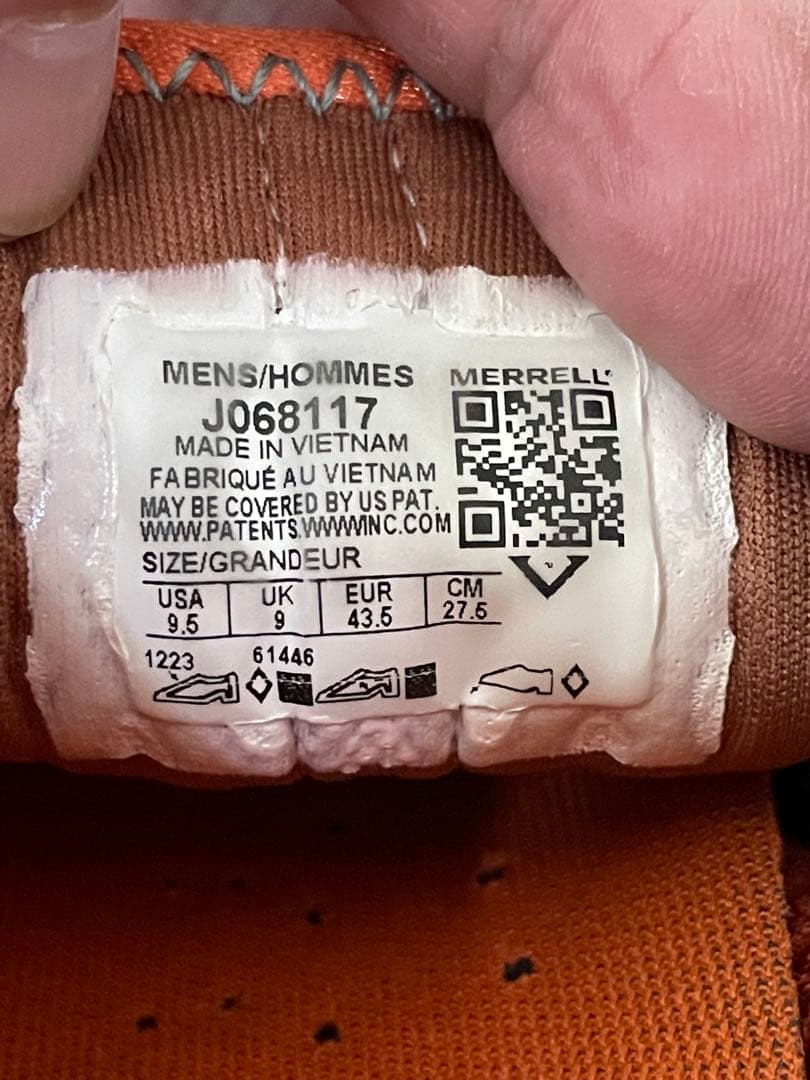 MENS/HOMMES
J068117
MADE IN VIETNAM
FABRIQUÉ AU VIETNAM
MAY BE COVERED BY US PAT.
WWW.PATENTS.WWWINC.COM
SIZE/GRANDEUR
USA UK EUR CM
9.5 9 43.5 27.5
1223 61446
MERRELL